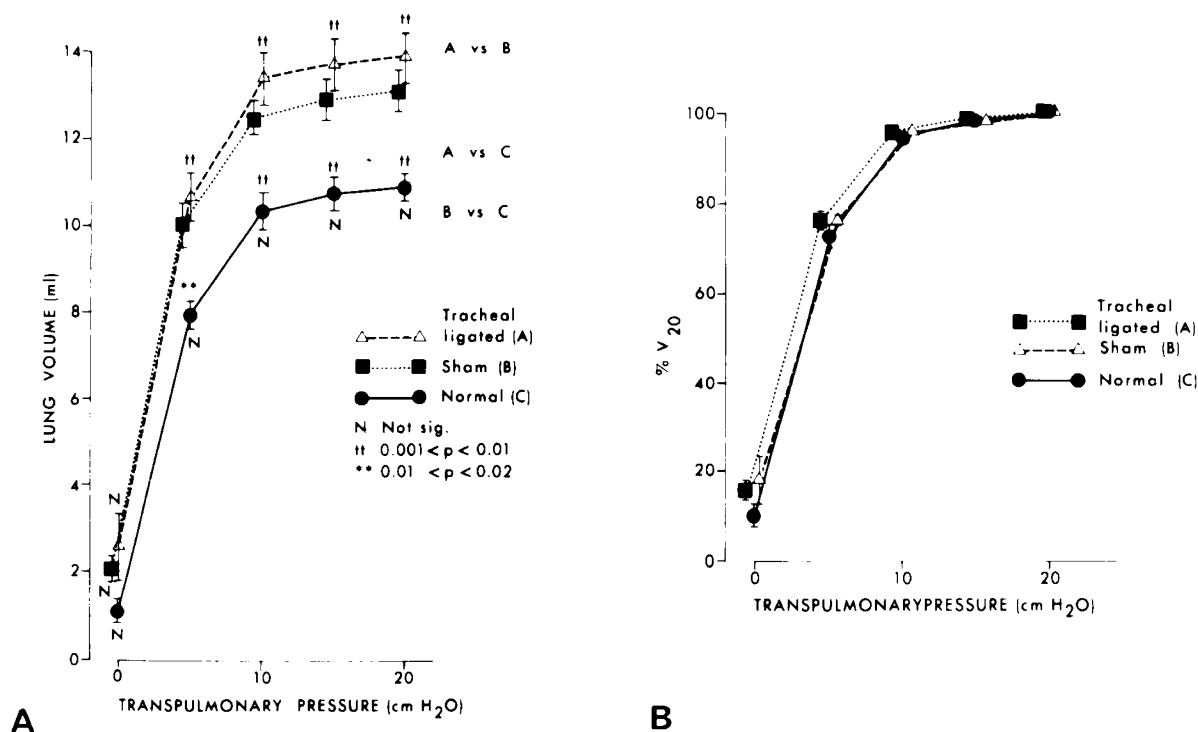 ††
††
††
A vs B
14
12
††
A vs C
††
††
††
10
B vs C
N
N
N
**
8
N
LUNG VOLUME (ml)
Tracheal
ligated (A)
Sham (B)
Normal (C)
N Not sig.
†† 0.001 < p < 0.01
** 0.01 < p < 0.02
6
4
N
2
N
N
0
0 10 20
TRANSPULMONARY PRESSURE (cm H2O)
A
100
80
60
% V20
40
20
0
Tracheal
ligated (A)
Sham (B)
Normal (C)
0 10 20
TRANSPULMONARYPRESSURE (cm H2O)
B